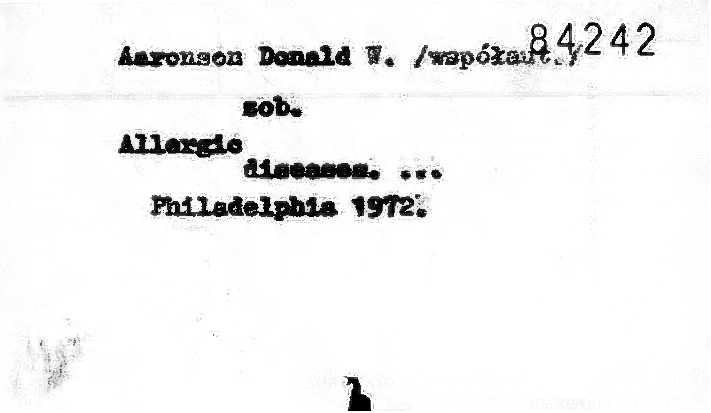 84242
Aaronson Donald W. /współaut./
zob.
Allergic
diseases. ...
Philadelphia 1972.